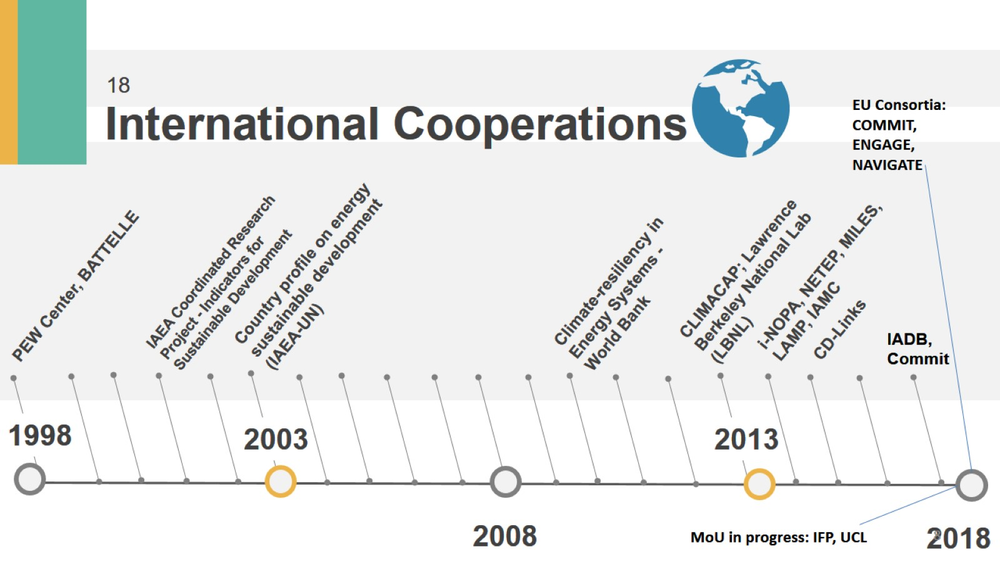 18
International Cooperations
EU Consortia:
COMMIT,
ENGAGE,
NAVIGATE
PEW Center, BATTELLE
IAEA Coordinated Research
Project - Indicators for
Sustainable Development
Country profile on energy
sustainable development
(IAEA-UN)
Climate-resiliency in
Energy Systems -
World Bank
CLIMACAP; Lawrence
Berkeley National Lab
(LBNL)
i-NOPA, NETEP, MILES,
LAMP, IAMC
CD-Links
IADB,
Commit
1998
2003
2013
2008
MoU in progress: IFP, UCL
8
2018